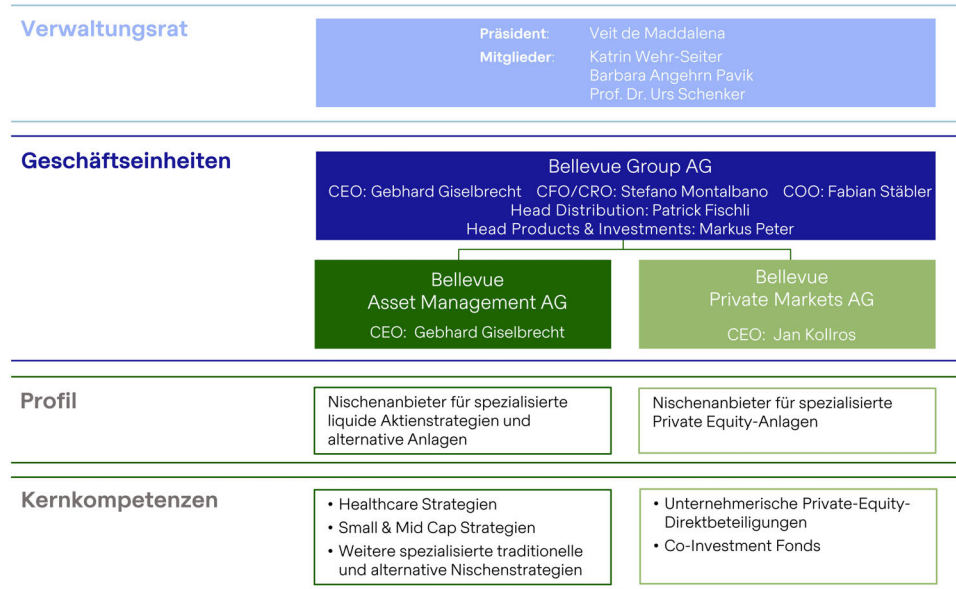 Verwaltungsrat
Präsident: Veit de Maddalena
Mitglieder: Katrin Wehr-Seiter
Barbara Angehrn Pavik
Prof. Dr. Urs Schenker
Geschäftseinheiten
Bellevue Group AG
CEO: Gebhard Giselbrecht CFO/CRO: Stefano Montalbano COO: Fabian Stäbler
Head Distribution: Patrick Fischli
Head Products & Investments: Markus Peter
Bellevue
Asset Management AG
CEO: Gebhard Giselbrecht
Bellevue
Private Markets AG
CEO: Jan Kollros
Profil
Nischenanbieter für spezialisierte
liquide Aktienstrategien und
alternative Anlagen
Nischenanbieter für spezialisierte
Private Equity-Anlagen
Kernkompetenzen
• Healthcare Strategien
• Small & Mid Cap Strategien
• Weitere spezialisierte traditionelle
und alternative Nischenstrategien
• Unternehmerische Private-Equity-
Direktbeteiligungen
• Co-Investment Fonds